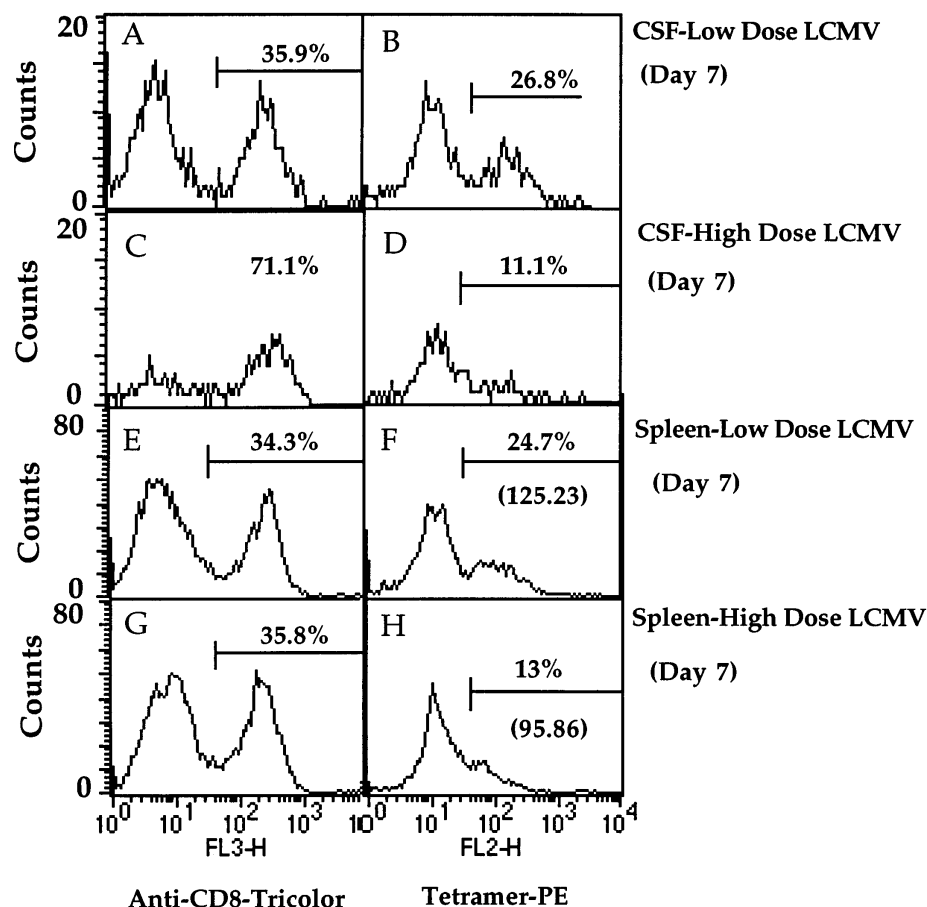 20 A 35.9% B 26.8% CSF-Low Dose LCMV
(Day 7)
Counts
0
20 C 71.1% D 11.1% CSF-High Dose LCMV
(Day 7)
Counts
0
80 E 34.3% F 24.7% Spleen-Low Dose LCMV
(125.23) (Day 7)
Counts
0
80 G 35.8% H 13% Spleen-High Dose LCMV
(95.86) (Day 7)
Counts
0
10^0 10^1 10^2 10^3 10^0 10^1 10^2 10^3 10^4
FL3-H FL2-H
Anti-CD8-Tricolor Tetramer-PE